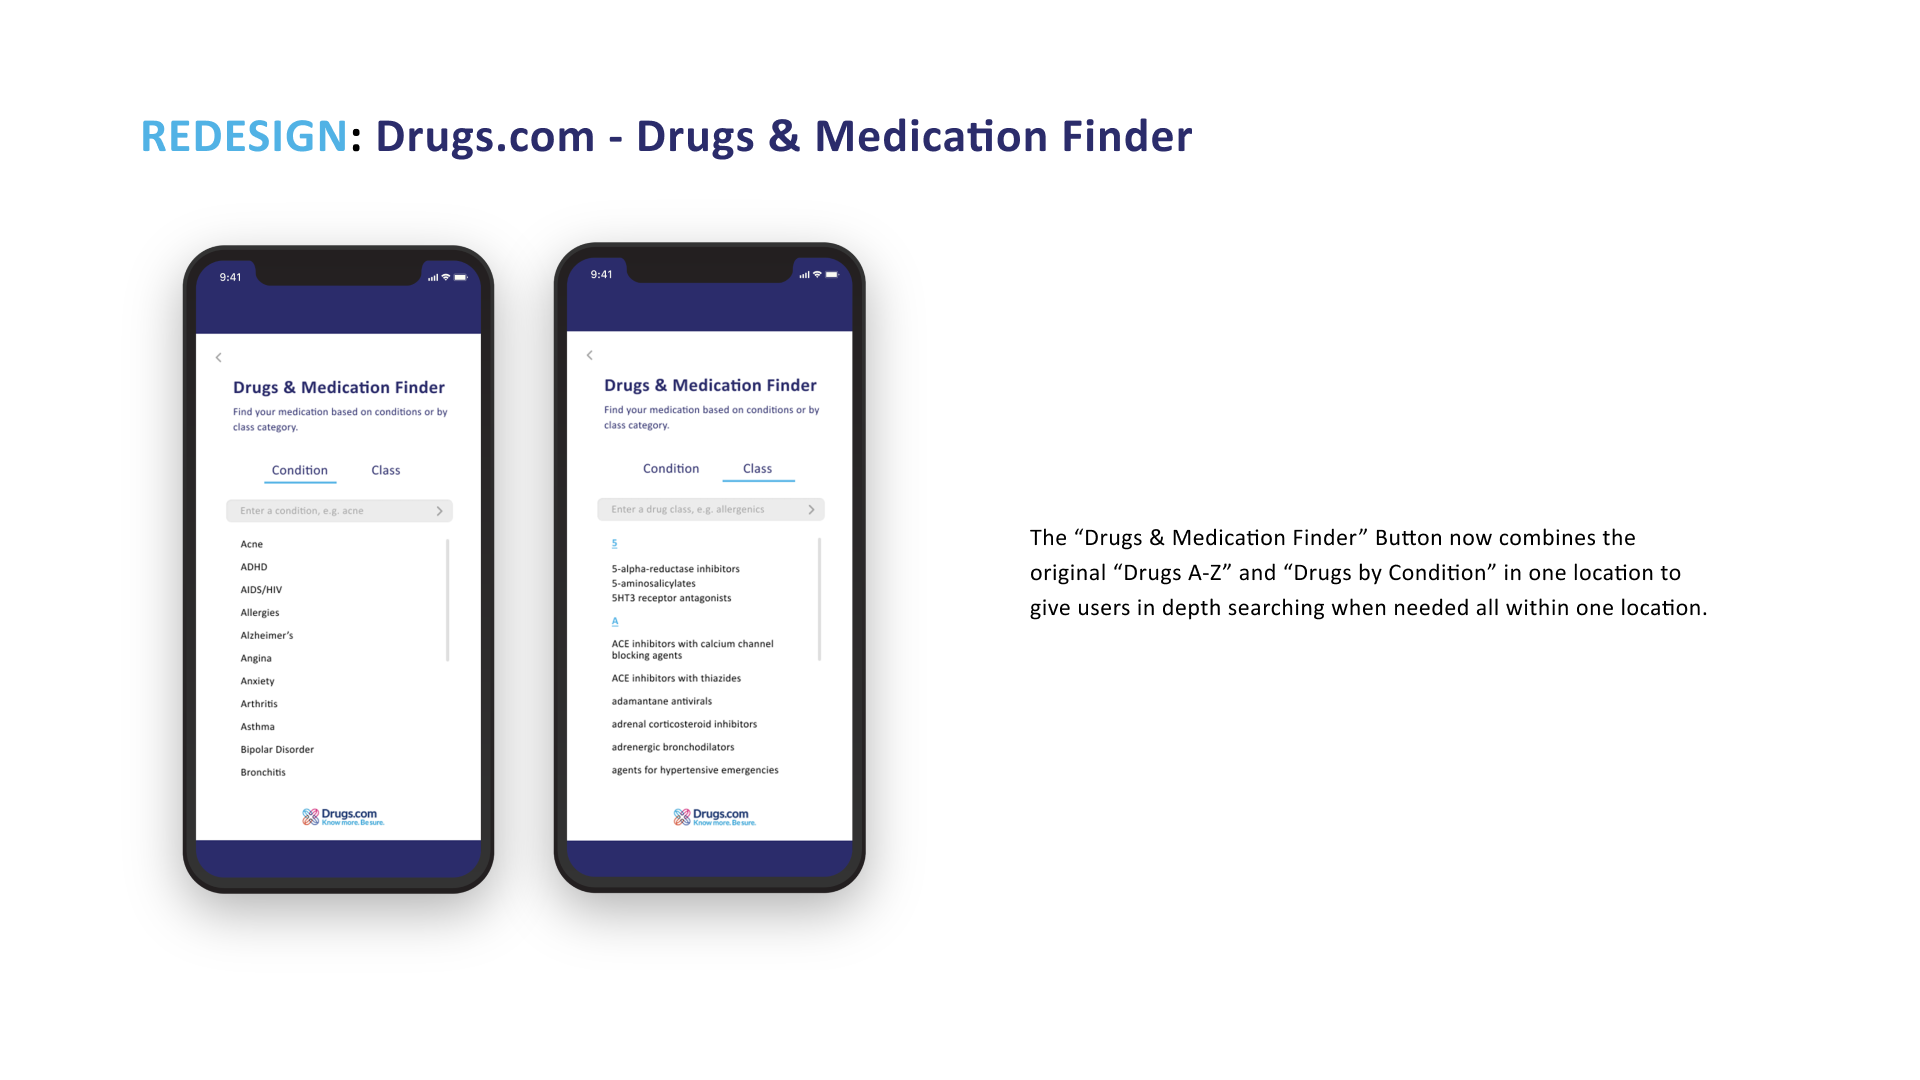 REDESIGN: Drugs.com - Drugs & Medication Finder
9:41
Drugs & Medication Finder
Find your medication based on conditions or by
class category.
Condition Class
Enter a condition, e.g. acne
Acne
ADHD
AIDS/HIV
Allergies
Alzheimer’s
Angina
Anxiety
Arthritis
Asthma
Bipolar Disorder
Bronchitis
Drugs.com
Know more. Be sure.
9:41
Drugs & Medication Finder
Find your medication based on conditions or by
class category.
Condition Class
Enter a drug class, e.g. allergenics
5
5-alpha-reductase inhibitors
5-aminosalicylates
5HT3 receptor antagonists
A
ACE inhibitors with calcium channel
blocking agents
ACE inhibitors with thiazides
adamantane antivirals
adrenal corticosteroid inhibitors
adrenergic bronchodilators
agents for hypertensive emergencies
Drugs.com
Know more. Be sure.
The “Drugs & Medication Finder” Button now combines the
original “Drugs A-Z” and “Drugs by Condition” in one location to
give users in depth searching when needed all within one location.